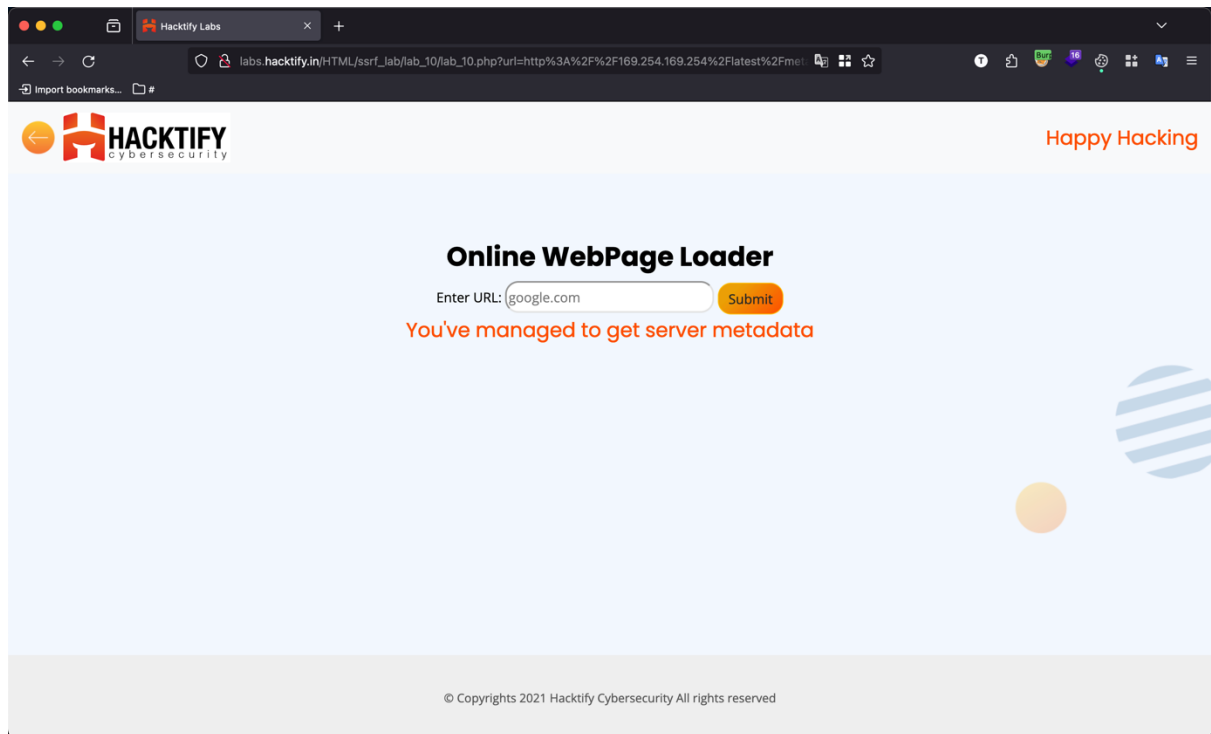 Hacktify Labs
labs.hacktify.in/HTML/ssrf_lab/lab_10/lab_10.php?url=http%3A%2F%2F169.254.169.254%2Flatest%2Fmet
16
Import bookmarks... #
HACKTIFY
cybersecurity
Happy Hacking
Online WebPage Loader
Enter URL: google.com Submit
You've managed to get server metadata
© Copyrights 2021 Hacktify Cybersecurity All rights reserved